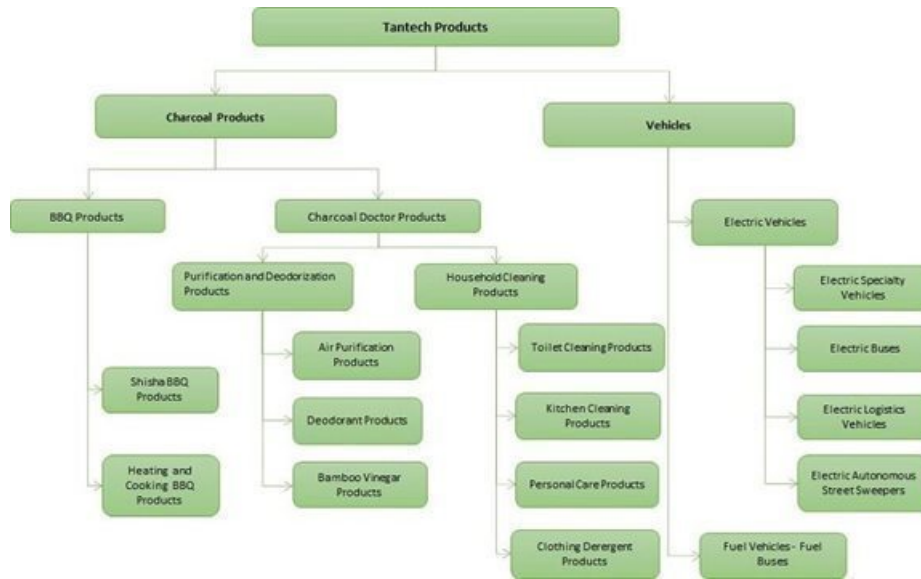 Tantech Products
Charcoal Products
Vehicles
BBQ Products
Charcoal Doctor Products
Electric Vehicles
Purification and Deodorization
Products
Household Cleaning
Products
Electric Specialty
Vehicles
Air Purification
Products
Toilet Cleaning Products
Electric Buses
Shisha BBQ
Products
Deodorant Products
Kitchen Cleaning
Products
Electric Logistics
Vehicles
Heating and
Cooking BBQ
Products
Bamboo Vinegar
Products
Personal Care Products
Electric Autonomous
Street Sweepers
Clothing Derergent
Products
Fuel Vehicles- Fuel
Buses